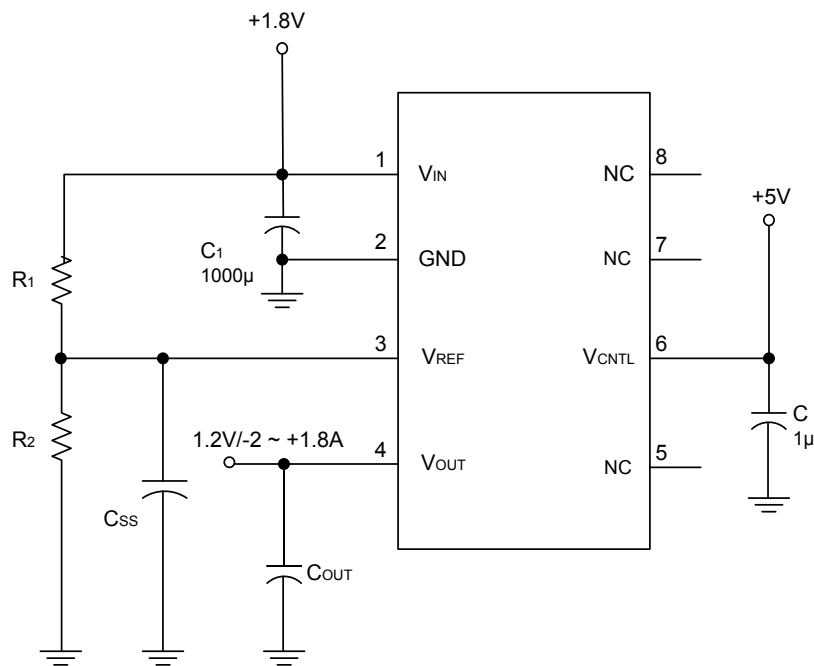 +1.8V
1
VIN
NC
8
+5V
2
C1
1000µ
GND
NC
7
R1
3
VREF
VCNTL
6
C
1µ
R2
1.2V/-2 ~ +1.8A
4
VOUT
NC
5
CSS
COUT